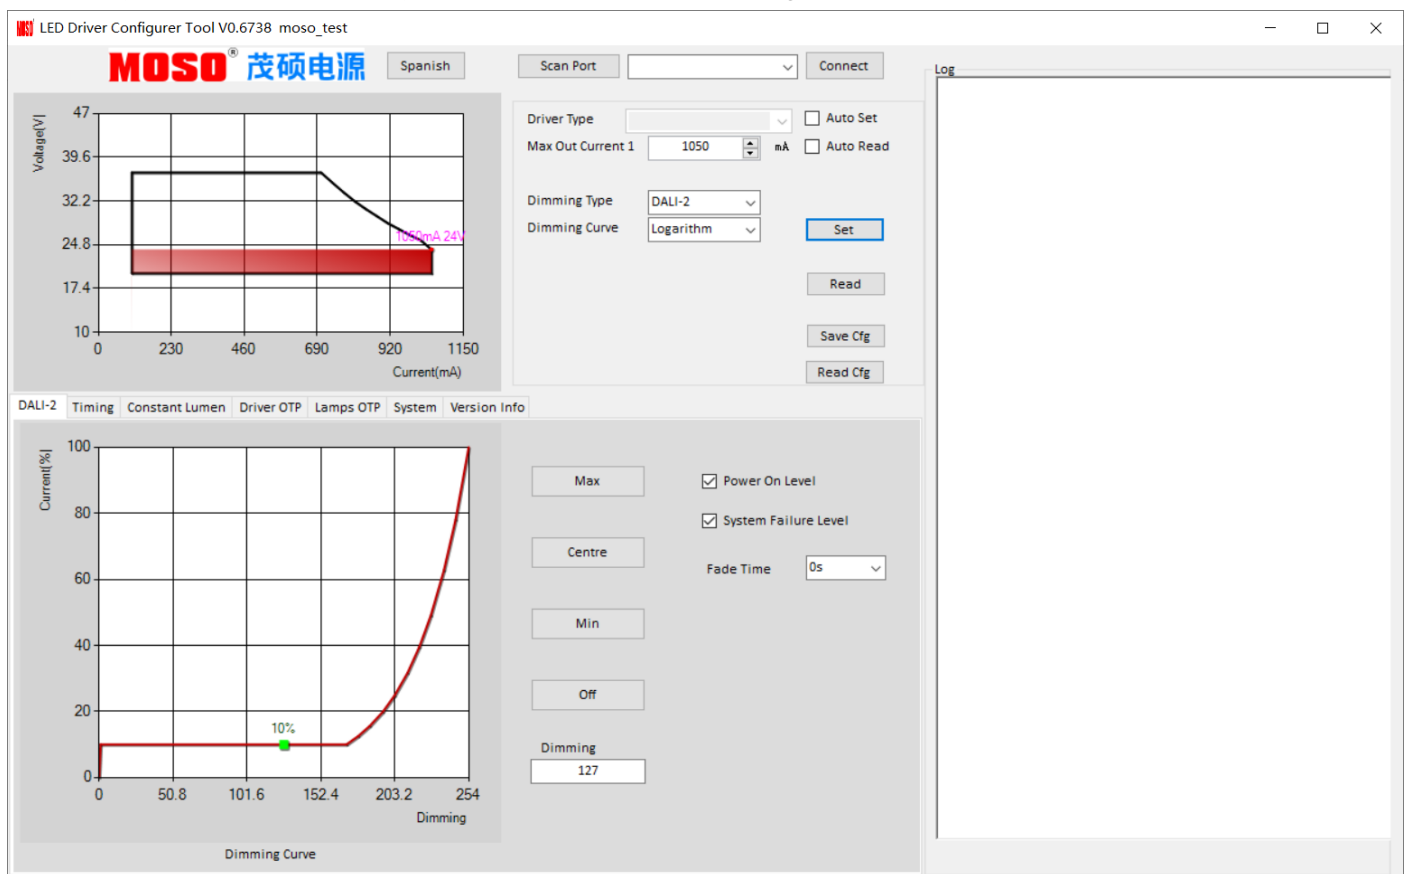 LED Driver Configurer Tool V0.6738 moso_test
MOSO® 茂硕电源
Spanish
Scan Port
Connect
Log
Voltage[V]
47
39.6
32.2
24.8
17.4
10
1050mA 24V
0 230 460 690 920 1150
Current(mA)
Driver Type
Auto Set
Max Out Current 1 1050 mA
Auto Read
Dimming Type DALI-2
Dimming Curve Logarithm
Set
Read
Save Cfg
Read Cfg
DALI-2 Timing Constant Lumen Driver OTP Lamps OTP System Version Info
Current[%]
100
80
60
40
20
0
10%
0 50.8 101.6 152.4 203.2 254
Dimming
Dimming Curve
Max
Centre
Min
Off
Dimming
127
Power On Level
System Failure Level
Fade Time 0s